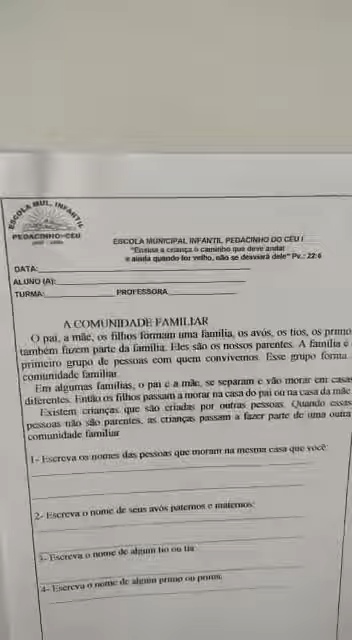 ESCOLA MUL. INFANTIL
PEDACINHO-CEU
ESCOLA MUNICIPAL INFANTIL PEDACINHO DO CÉU I
"Ensina a criança o caminho que deve andar
e ainda quando for velho, não se desviará dele" Pv.: 22:6
DATA:
ALUNO (A):
TURMA: PROFESSORA
A COMUNIDADE FAMILIAR
O pai, a mãe, os filhos formam uma família, os avós, os tios, os primo
também fazem parte da família. Eles são os nossos parentes. A família é
primeiro grupo de pessoas com quem convivemos. Esse grupo forma
comunidade familiar.
Em algumas famílias, o pai e a mãe, se separam e vão morar em casas
diferentes. Então os filhos passam a morar na casa do pai ou na casa da mãe
Existem crianças que são criadas por outras pessoas. Quando essas
pessoas não são parentes, as crianças passam a fazer parte de uma outra
comunidade familiar
1- Escreva os nomes das pessoas que moram na mesma casa que você:
2- Escreva o nome de seus avós paternos e maternos:
3- Escreva o nome de algum tio ou tia:
4- Escreva o nome de algum primo ou prima: